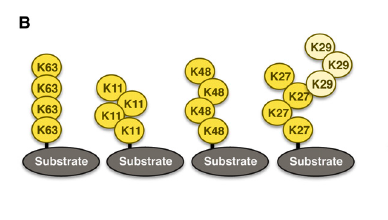 B
K63
K63
K63
K63
Substrate
K11
K11
K11
K11
Substrate
K48
K48
K48
K48
Substrate
K29
K29
K29
K27
K27
K27
K27
Substrate